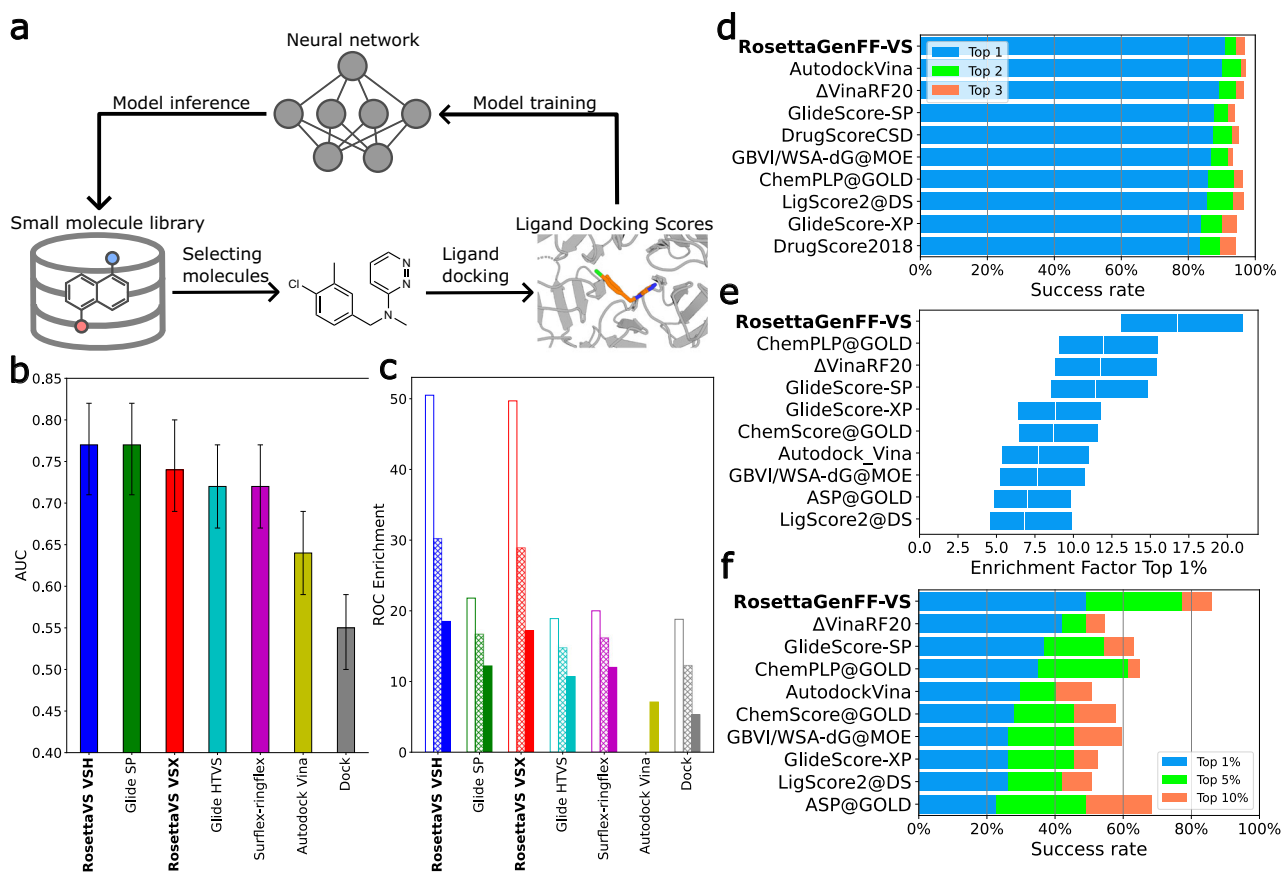 a
Neural network
Model inference
Model training
Small molecule library
Selecting
molecules
Cl
N
N
N
Ligand
docking
Ligand Docking Scores
b
0.85
0.80
0.75
0.70
0.65
0.60
0.55
0.50
0.45
0.40
AUC
RosettaVS VSH
Glide SP
RosettaVS VSX
Glide HTVS
Surflex-ringflex
Autodock Vina
Dock
c
50
40
30
20
10
0
ROC Enrichment
RosettaVS VSH
Glide SP
RosettaVS VSX
Glide HTVS
Surflex-ringflex
Autodock Vina
Dock
d
RosettaGenFF-VS
AutodockVina
ΔVinaRF20
GlideScore-SP
DrugScoreCSD
GBVI/WSA-dG@MOE
ChemPLP@GOLD
LigScore2@DS
GlideScore-XP
DrugScore2018
Top 1
Top 2
Top 3
0% 20% 40% 60% 80% 100%
Success rate
e
RosettaGenFF-VS
ChemPLP@GOLD
ΔVinaRF20
GlideScore-SP
GlideScore-XP
ChemScore@GOLD
Autodock_Vina
GBVI/WSA-dG@MOE
ASP@GOLD
LigScore2@DS
0.0 2.5 5.0 7.5 10.0 12.5 15.0 17.5 20.0
Enrichment Factor Top 1%
f
RosettaGenFF-VS
ΔVinaRF20
GlideScore-SP
ChemPLP@GOLD
AutodockVina
ChemScore@GOLD
GBVI/WSA-dG@MOE
GlideScore-XP
LigScore2@DS
ASP@GOLD
Top 1%
Top 5%
Top 10%
0% 20% 40% 60% 80% 100%
Success rate